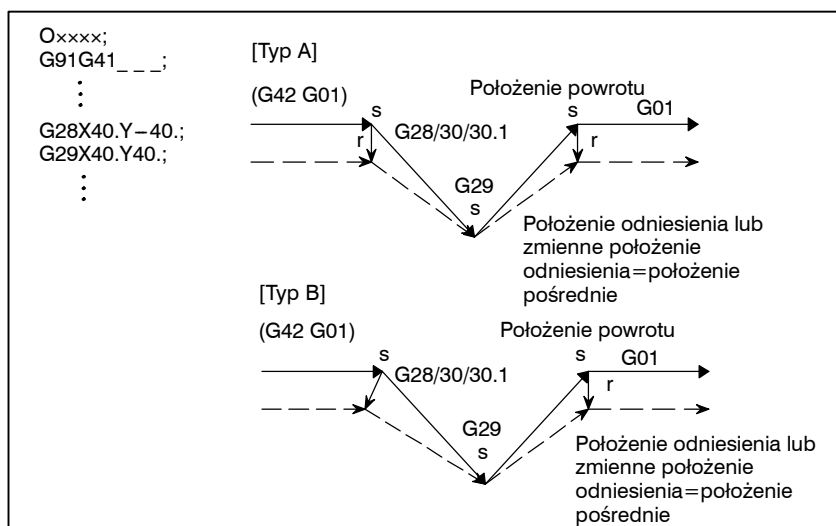 O××××;
G91G41_ _ _;
G28X40.Y−40.;
G29X40.Y40.;
[Typ A]
(G42 G01)
Położenie powrotu
s
s
G01
G28/30/30.1
r
r
G29
s
Położenie odniesienia lub
zmienne położenie
odniesienia=położenie
pośrednie
[Typ B]
(G42 G01)
Położenie powrotu
s
s
G01
G28/30/30.1
r
G29
s
Położenie odniesienia lub
zmienne położenie
odniesienia=położenie
pośrednie